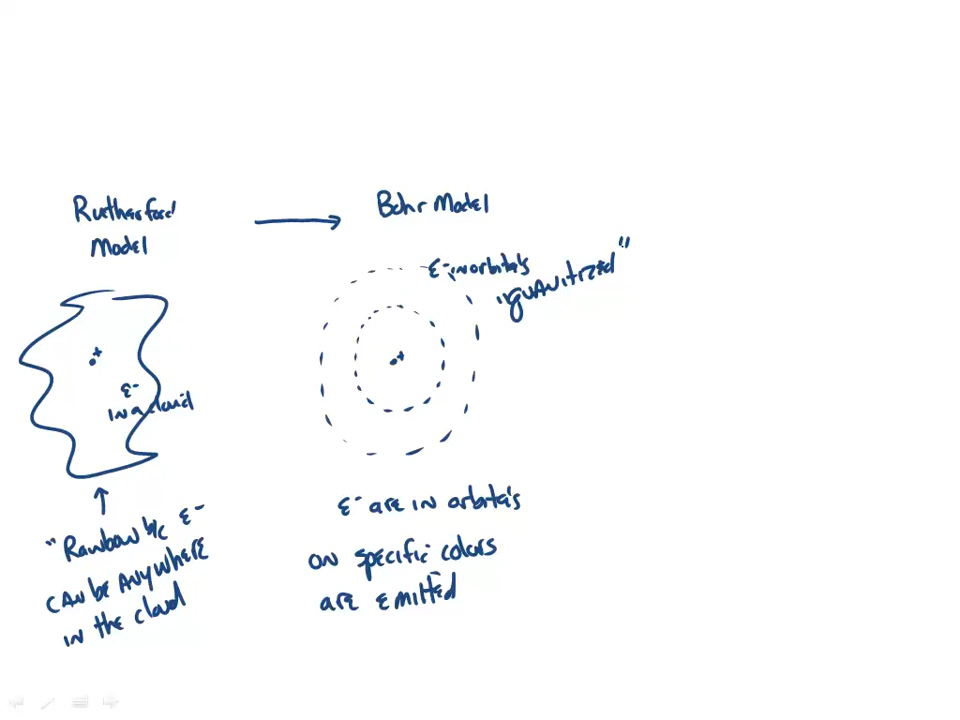 Rutherford
Model
Bohr Model
+
ε-
in a cloud
ε- in orbitals
"quantized"
+
"Rainbow b/c ε-
CAN be ANYWHERE
in the cloud
ε- are in orbitals
on specific colors
are emitted